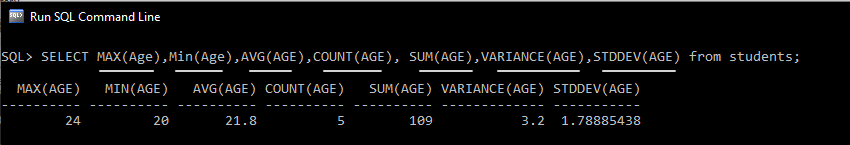 SQL> Run SQL Command Line
SQL> SELECT MAX(Age),Min(Age),AVG(AGE),COUNT(AGE), SUM(AGE),VARIANCE(AGE),STDDEV(AGE) from students;
MAX(AGE) MIN(AGE) AVG(AGE) COUNT(AGE) SUM(AGE) VARIANCE(AGE) STDDEV(AGE)
---------- ---------- ---------- ---------- ---------- ------------- -----------
24 20 21.8 5 109 3.2 1.78885438